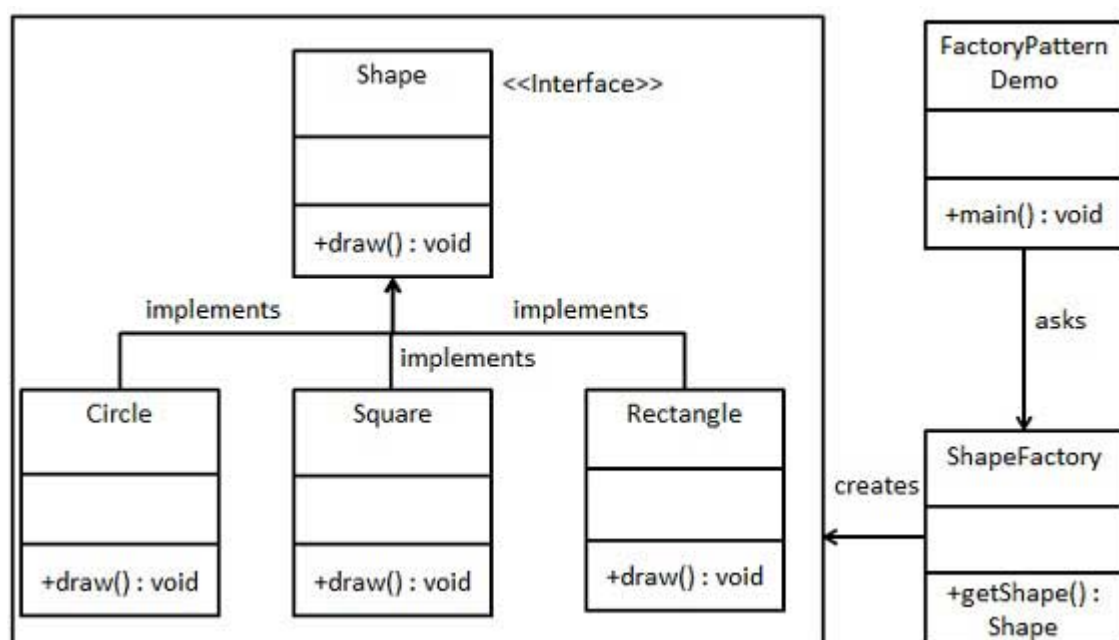 Shape
<<Interface>>
+draw() : void
implements
implements
implements
Circle
+draw() : void
Square
+draw() : void
Rectangle
+draw() : void
FactoryPattern
Demo
+main() : void
asks
ShapeFactory
creates
+getShape() :
Shape